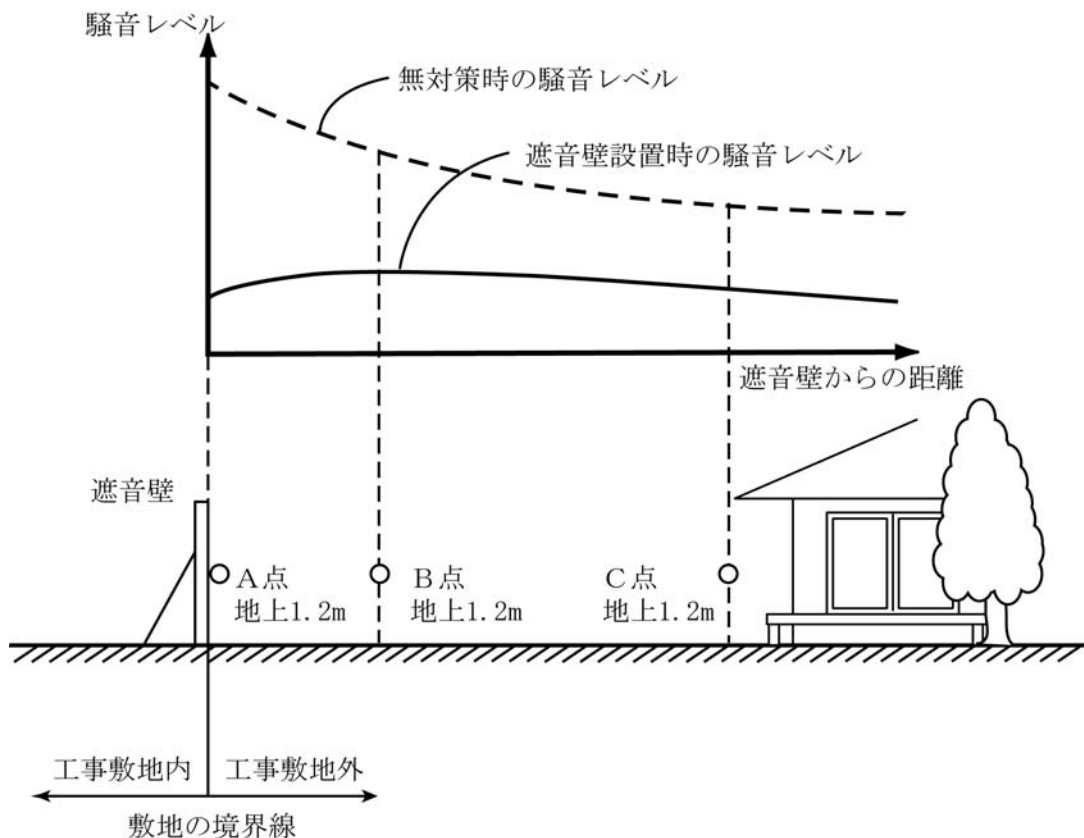 騒音レベル
無対策時の騒音レベル
遮音壁設置時の騒音レベル
遮音壁からの距離
遮音壁
A点
地上1.2m
B点
地上1.2m
C点
地上1.2m
工事敷地内
工事敷地外
敷地の境界線